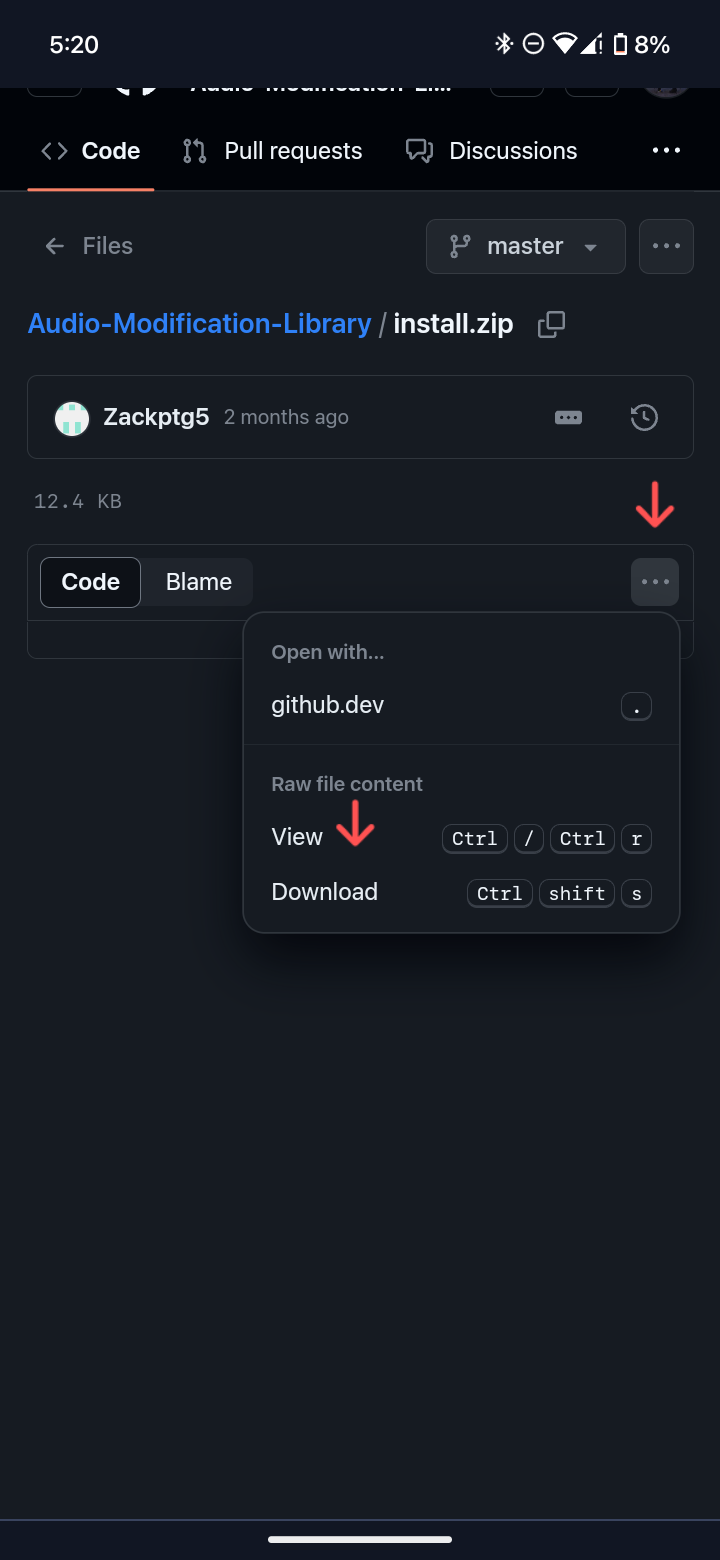 5:20 8%
Code Pull requests Discussions
Files master
Audio-Modification-Library / install.zip
Zackptg5 2 months ago
12.4 KB
Code Blame
Open with...
github.dev .
Raw file content
View Ctrl / Ctrl r
Download Ctrl shift s